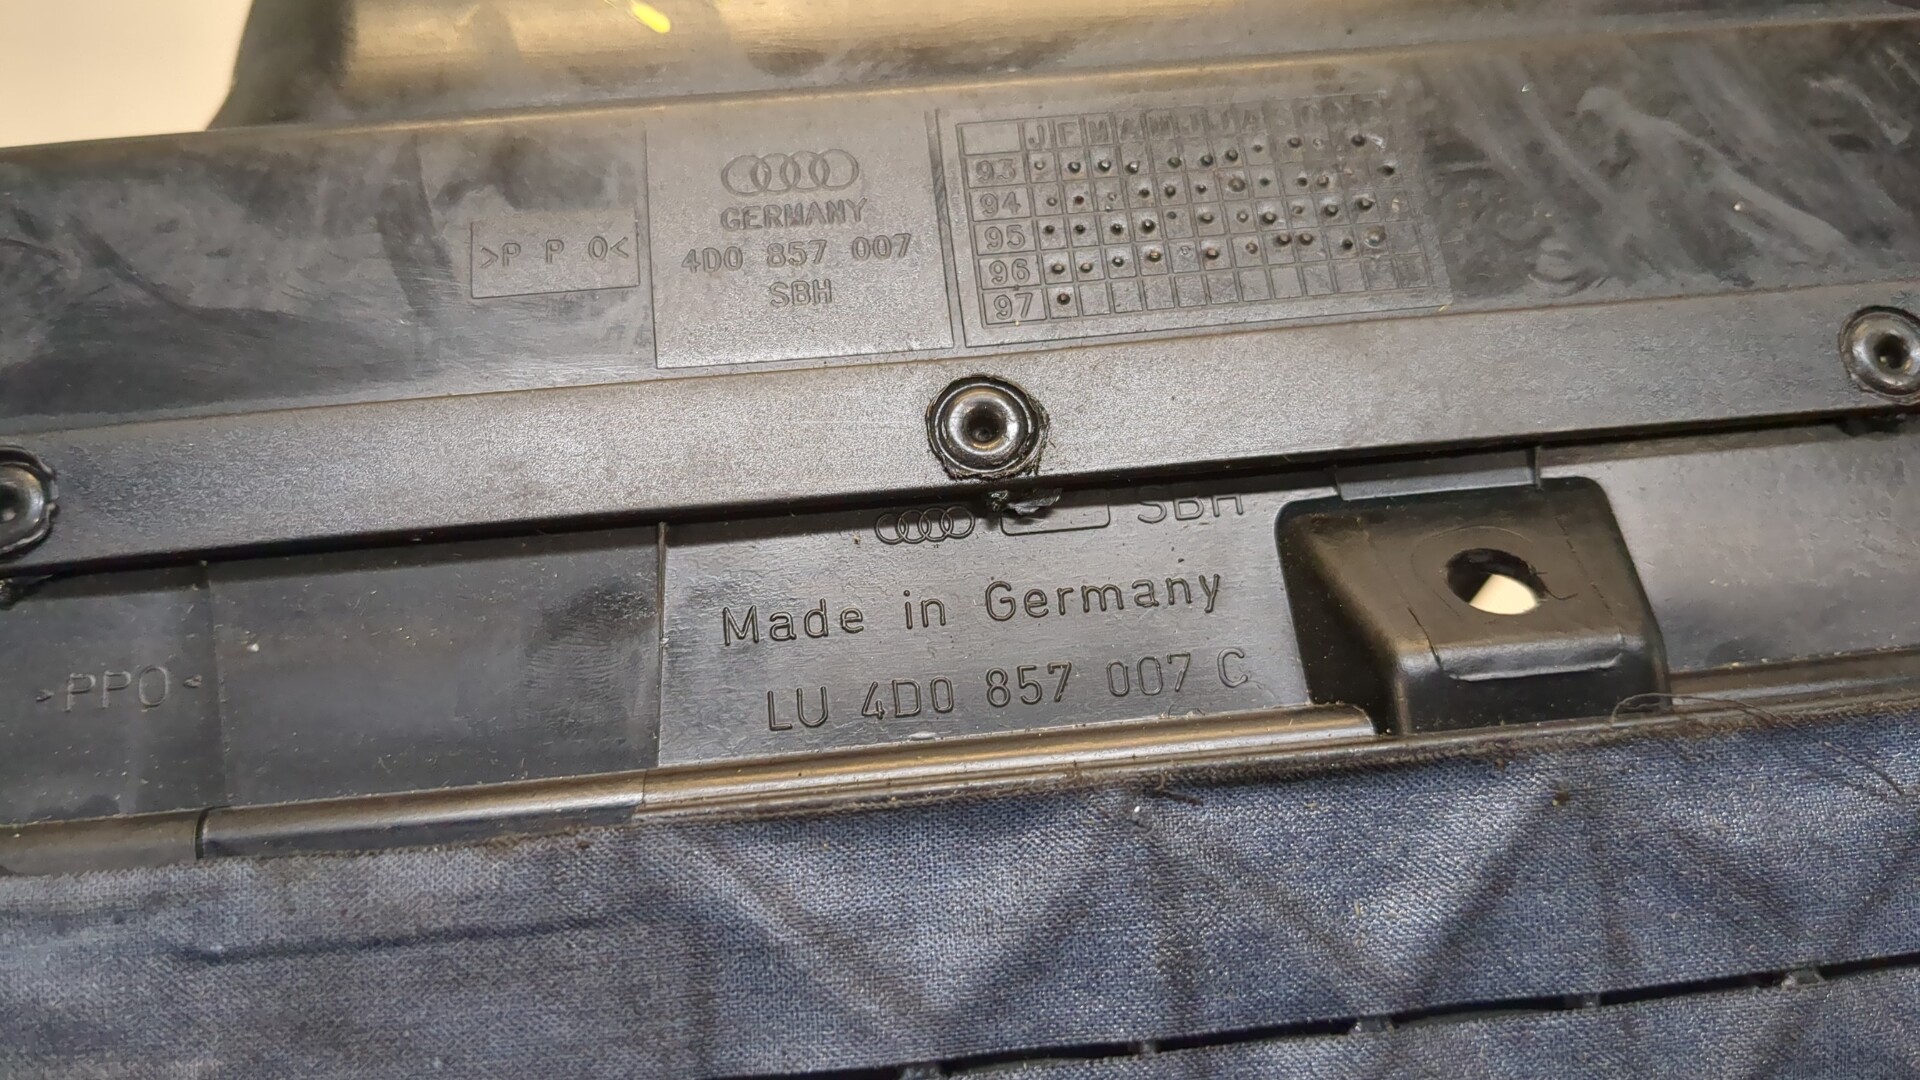 >P P O<
GERMANY
4D0 857 007
SBH
J F M A M J J A S O N D
93
94
95
96
97
SBH
Made in Germany
LU 4D0 857 007 C
>PPO<